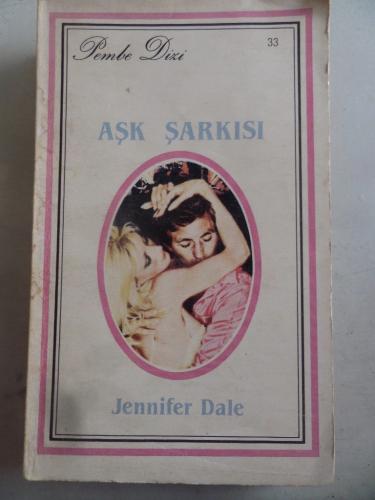 Pembe Dizi
33
AŞK ŞARKISI
Jennifer Dale